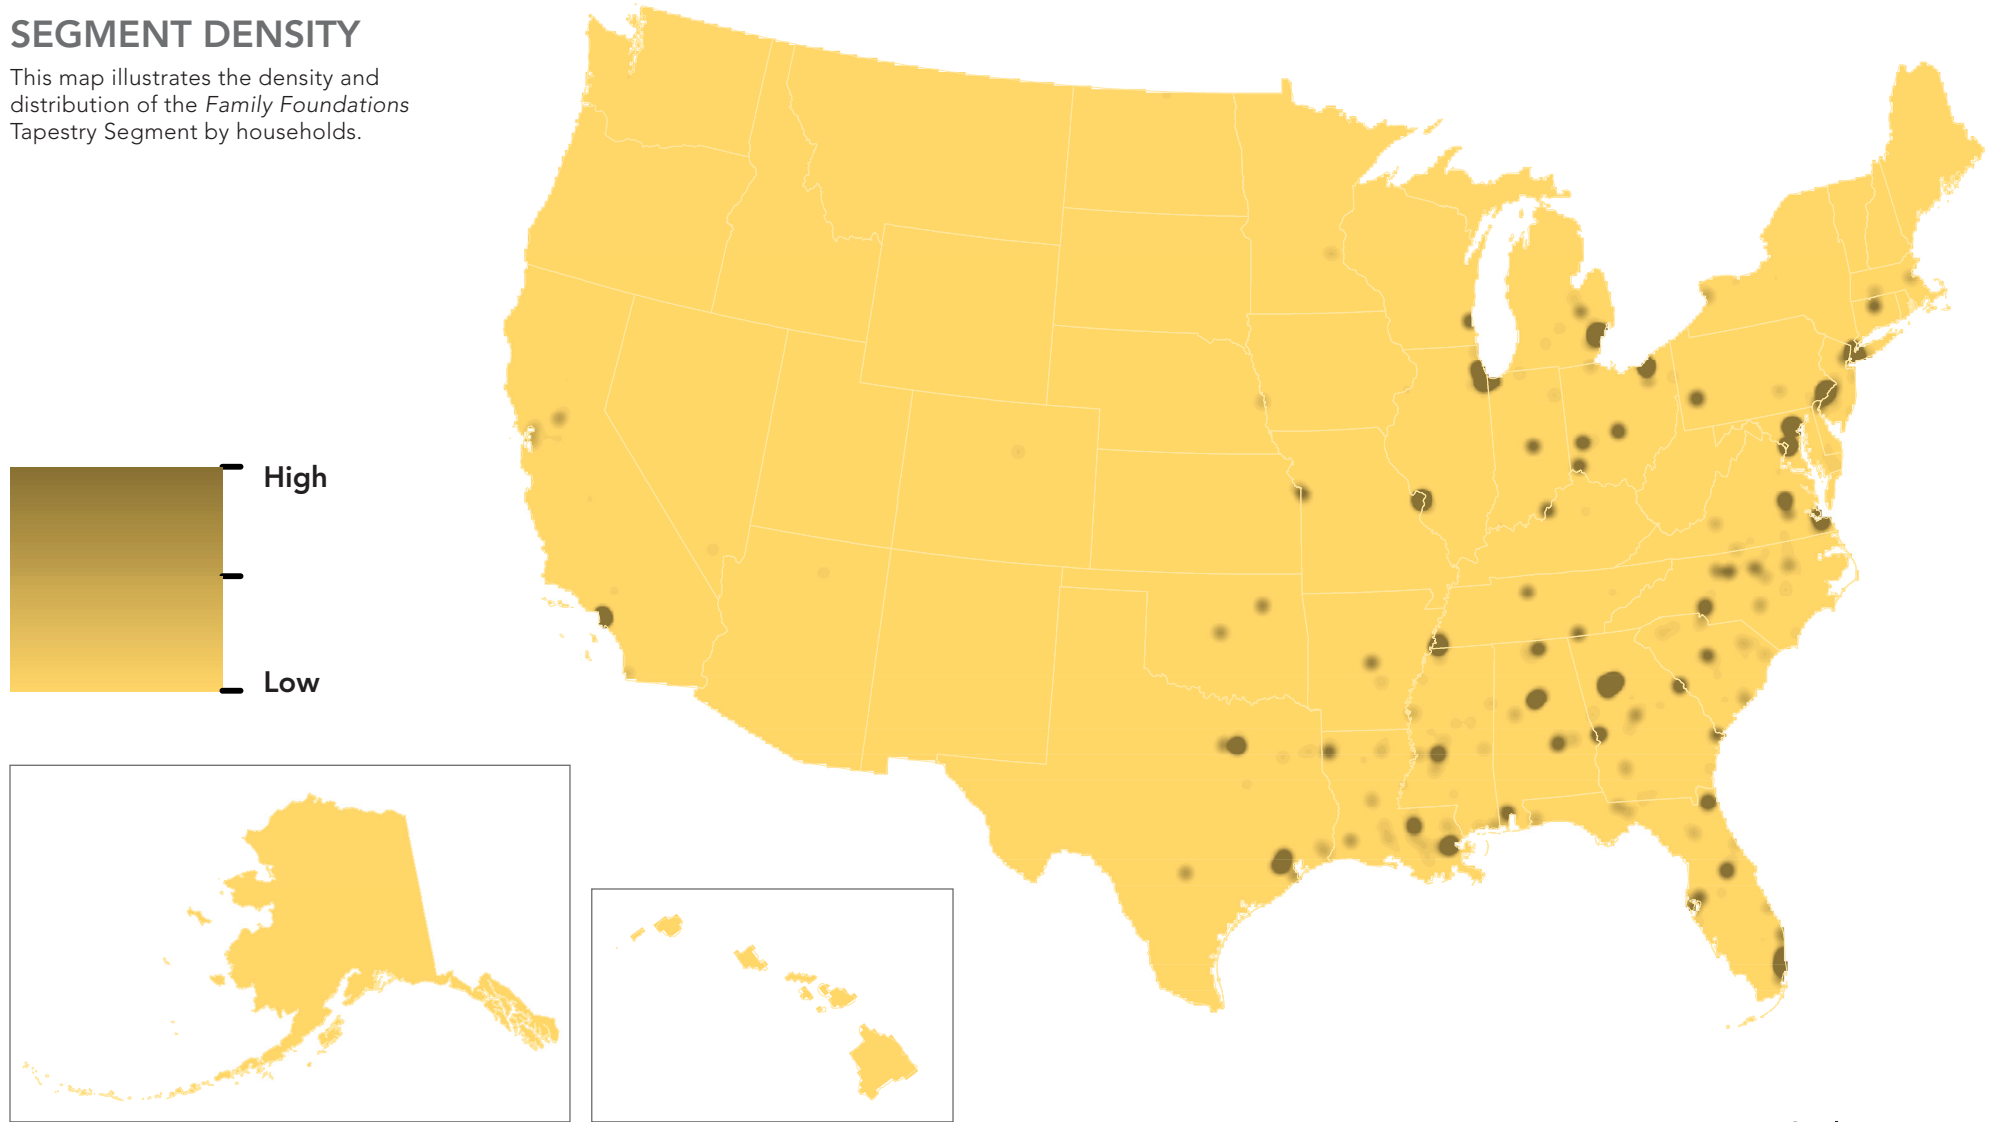 SEGMENT DENSITY
This map illustrates the density and
distribution of the Family Foundations
Tapestry Segment by households.
High
Low